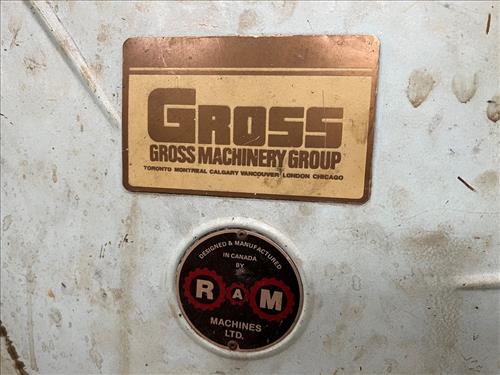 GROSS
GROSS MACHINERY GROUP
TORONTO MONTREAL CALGARY VANCOUVER LONDON CHICAGO
DESIGNED & MANUFACTURED
IN CANADA
BY
R A M
MACHINES
LTD.